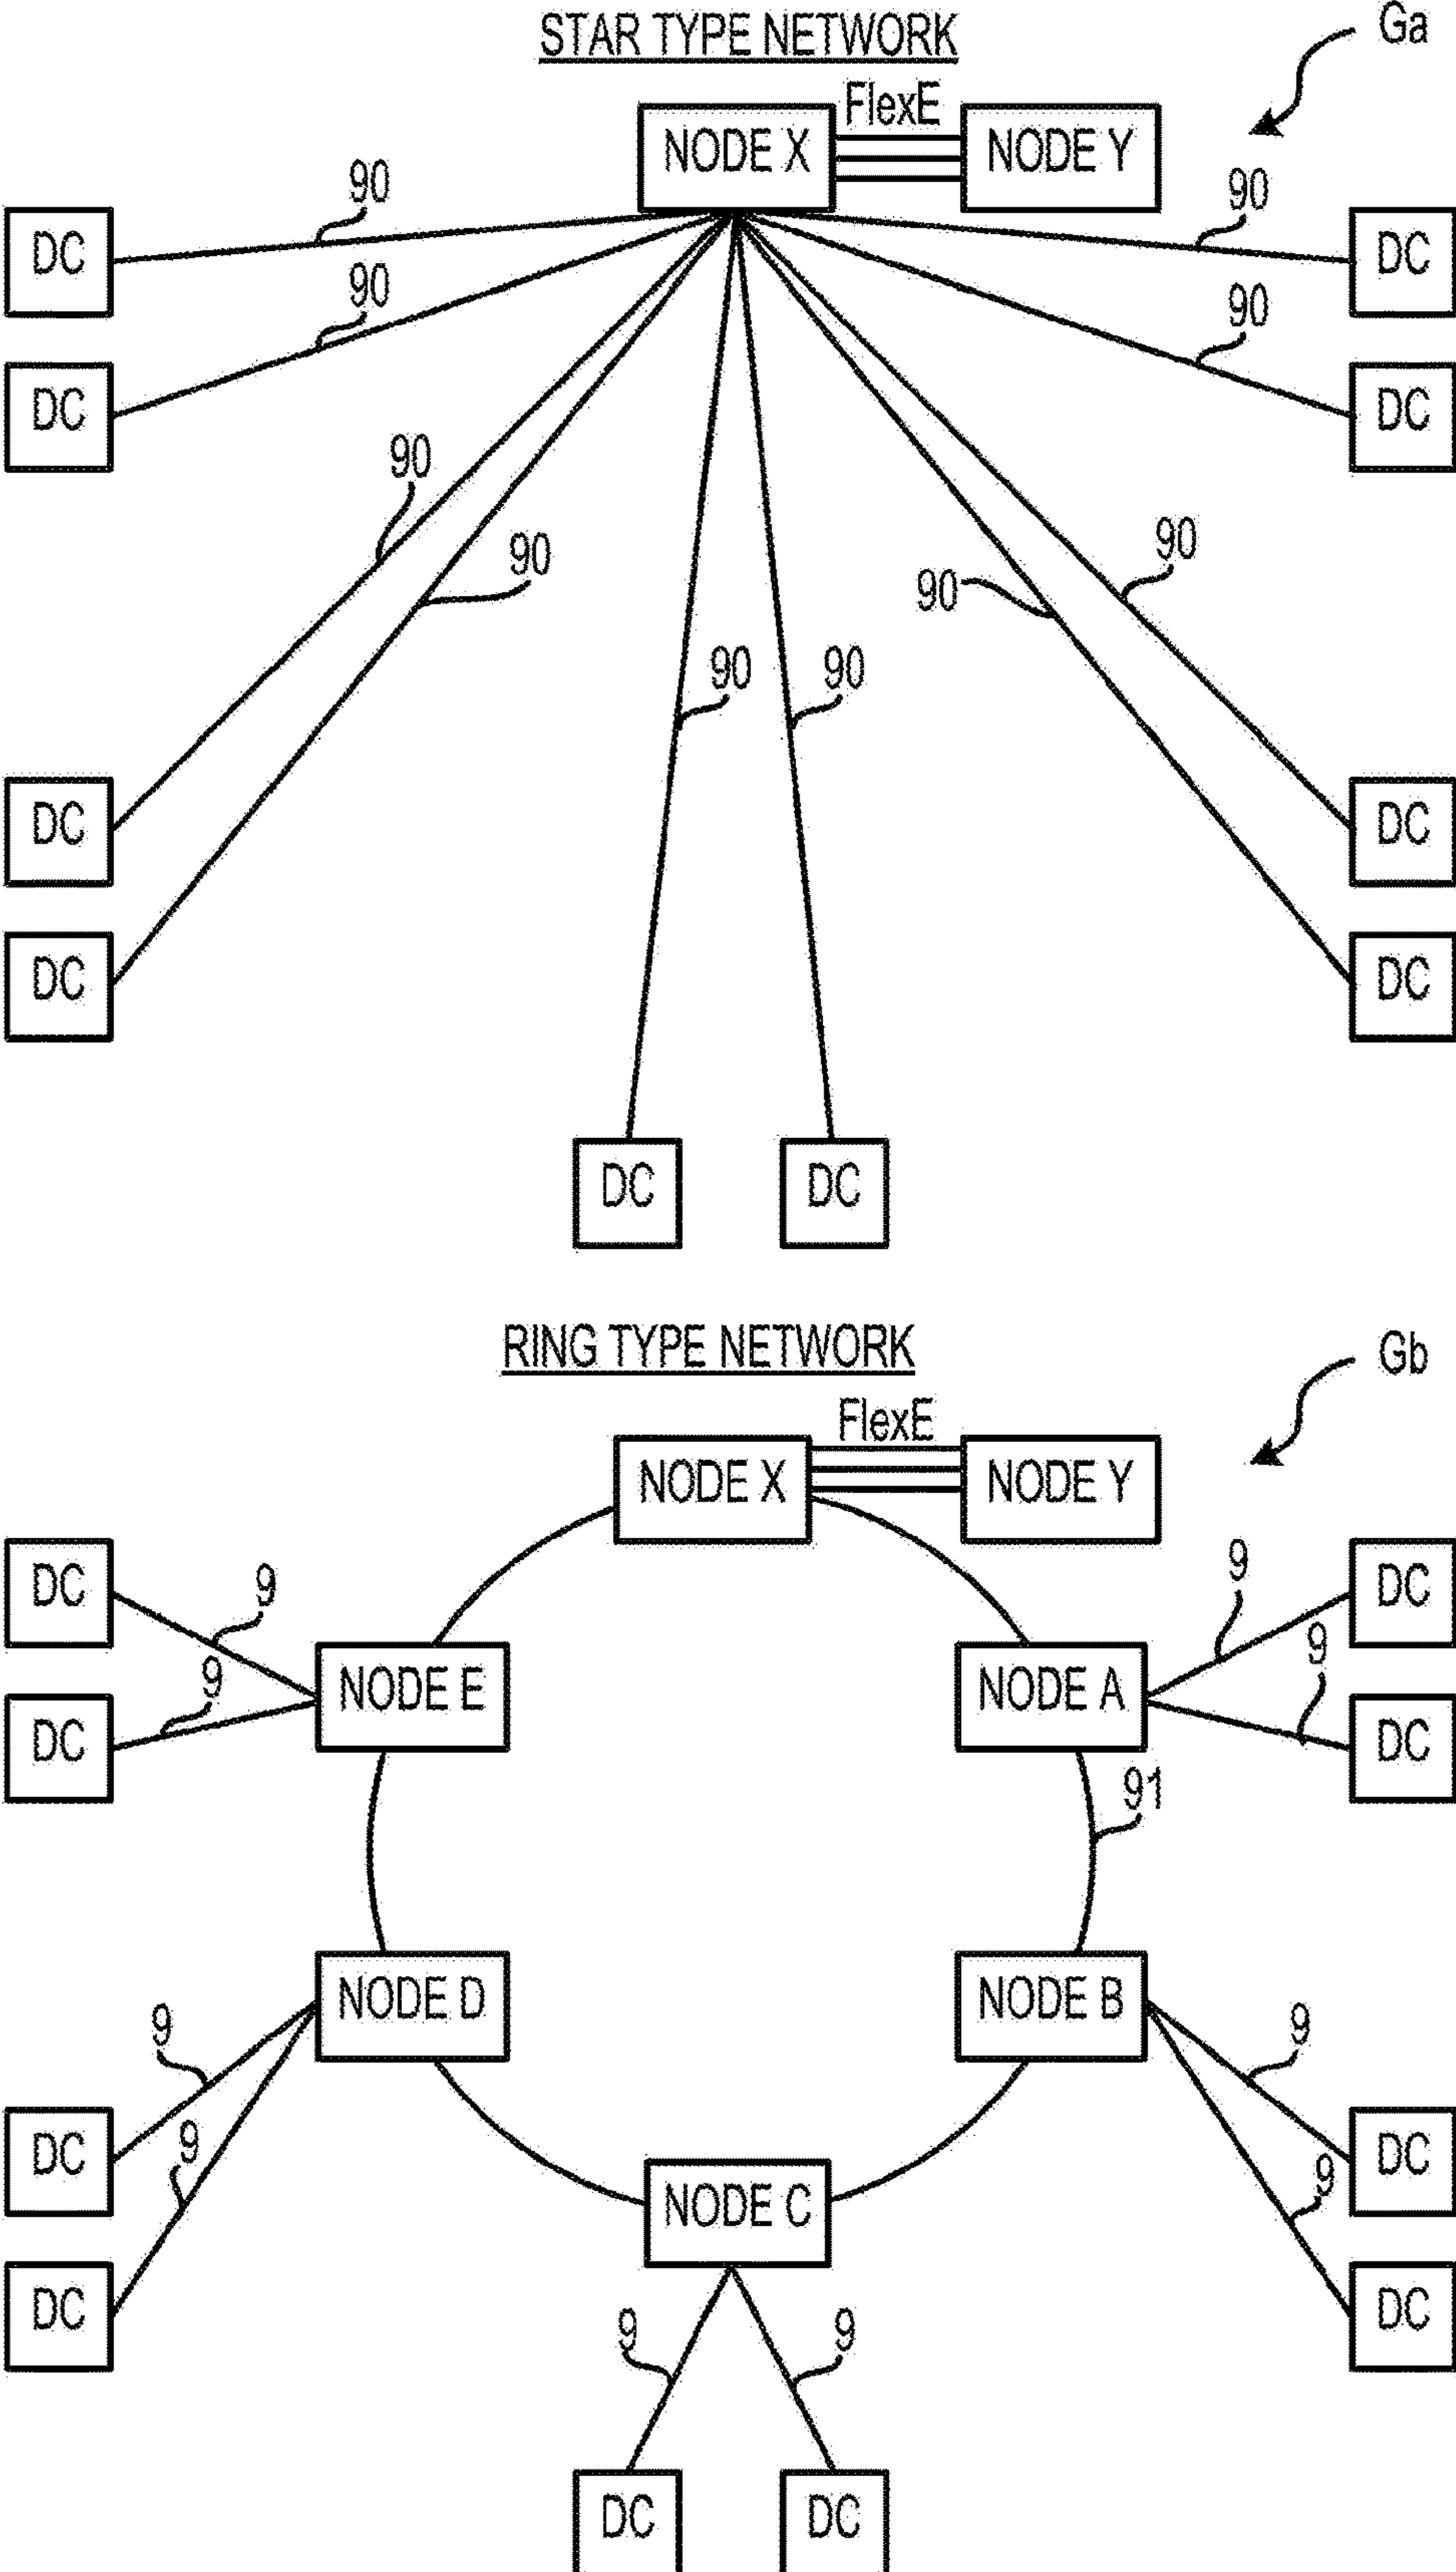 STAR TYPE NETWORK
Ga
FlexE
NODE X
NODE Y
90
90
DC
DC
90
90
DC
DC
90
90
90
90
90
90
DC
DC
DC
DC
DC
DC
RING TYPE NETWORK
Gb
FlexE
NODE X
NODE Y
DC
9
9
DC
9
9
DC
NODE E
NODE A
DC
91
NODE D
NODE B
9
9
DC
9
9
DC
NODE C
DC
DC
9
9
DC
DC